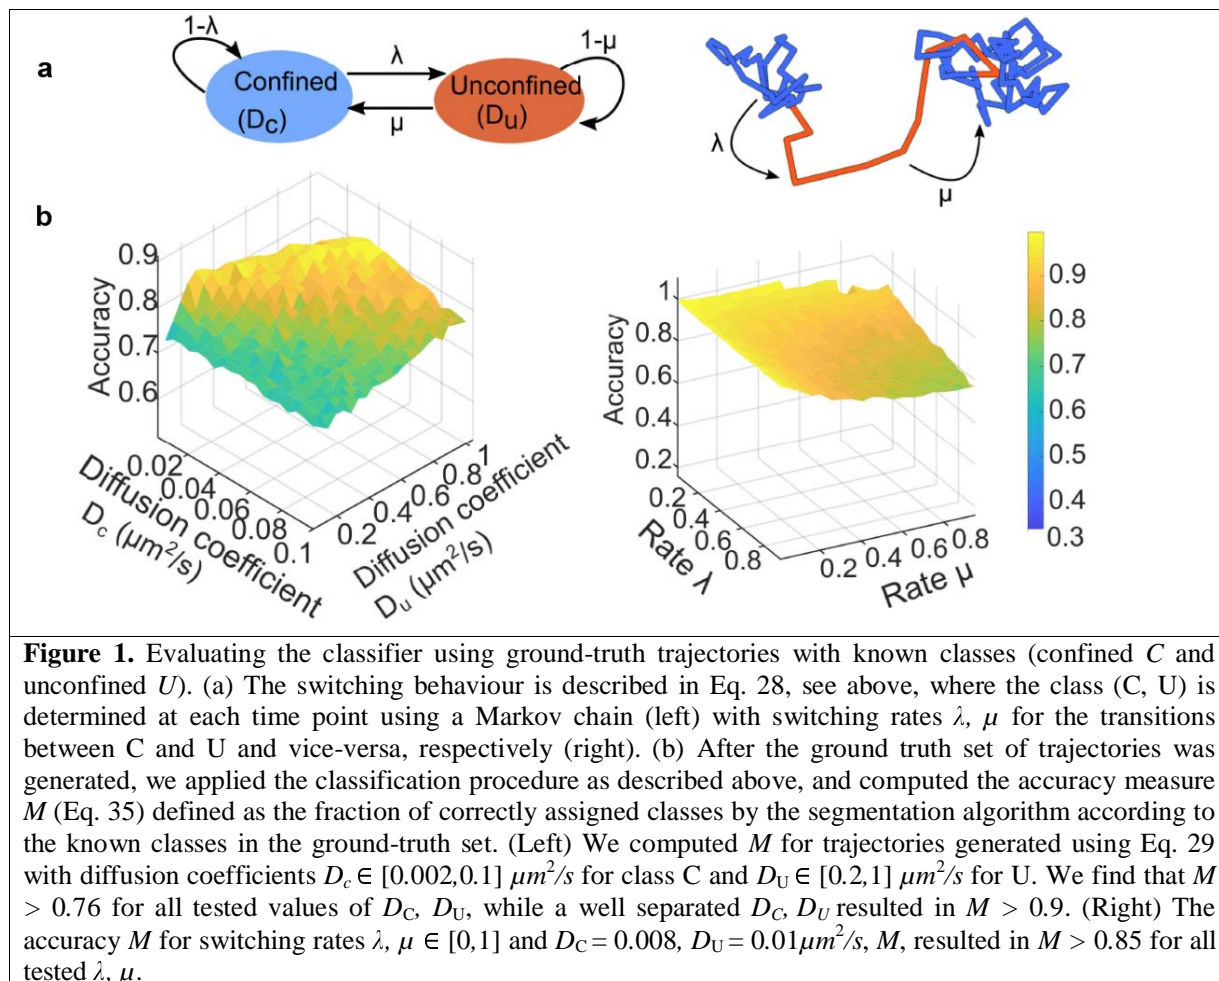 a
1-λ
λ
1-μ
Confined
(Dc)
Unconfined
(Du)
μ
λ
μ
b
0.9
0.8
0.7
0.6
Accuracy
0.02
0.04
0.06
0.08
0.1
Diffusion coefficient
Dc (μm²/s)
0.2
0.4
0.6
0.8
1
Diffusion coefficient
Du (μm²/s)
1
0.8
0.6
0.4
0.2
Accuracy
0.2
0.4
0.6
0.8
Rate λ
0.2
0.4
0.6
0.8
Rate μ
0.9
0.8
0.7
0.6
0.5
0.4
0.3
Figure 1. Evaluating the classifier using ground-truth trajectories with known classes (confined C and
unconfined U). (a) The switching behaviour is described in Eq. 28, see above, where the class (C, U) is
determined at each time point using a Markov chain (left) with switching rates λ, μ for the transitions
between C and U and vice-versa, respectively (right). (b) After the ground truth set of trajectories was
generated, we applied the classification procedure as described above, and computed the accuracy measure
M (Eq. 35) defined as the fraction of correctly assigned classes by the segmentation algorithm according to
the known classes in the ground-truth set. (Left) We computed M for trajectories generated using Eq. 29
with diffusion coefficients Dc ∈ [0.002,0.1] μm²/s for class C and DU ∈ [0.2,1] μm²/s for U. We find that M
> 0.76 for all tested values of DC, DU, while a well separated DC, DU resulted in M > 0.9. (Right) The
accuracy M for switching rates λ, μ ∈ [0,1] and DC = 0.008, DU = 0.01μm²/s, M, resulted in M > 0.85 for all
tested λ, μ.